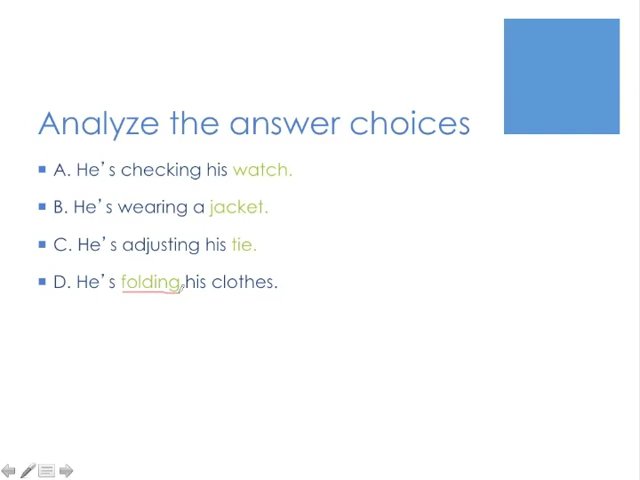 Analyze the answer choices
A. He’s checking his watch.
B. He’s wearing a jacket.
C. He’s adjusting his tie.
D. He’s folding his clothes.